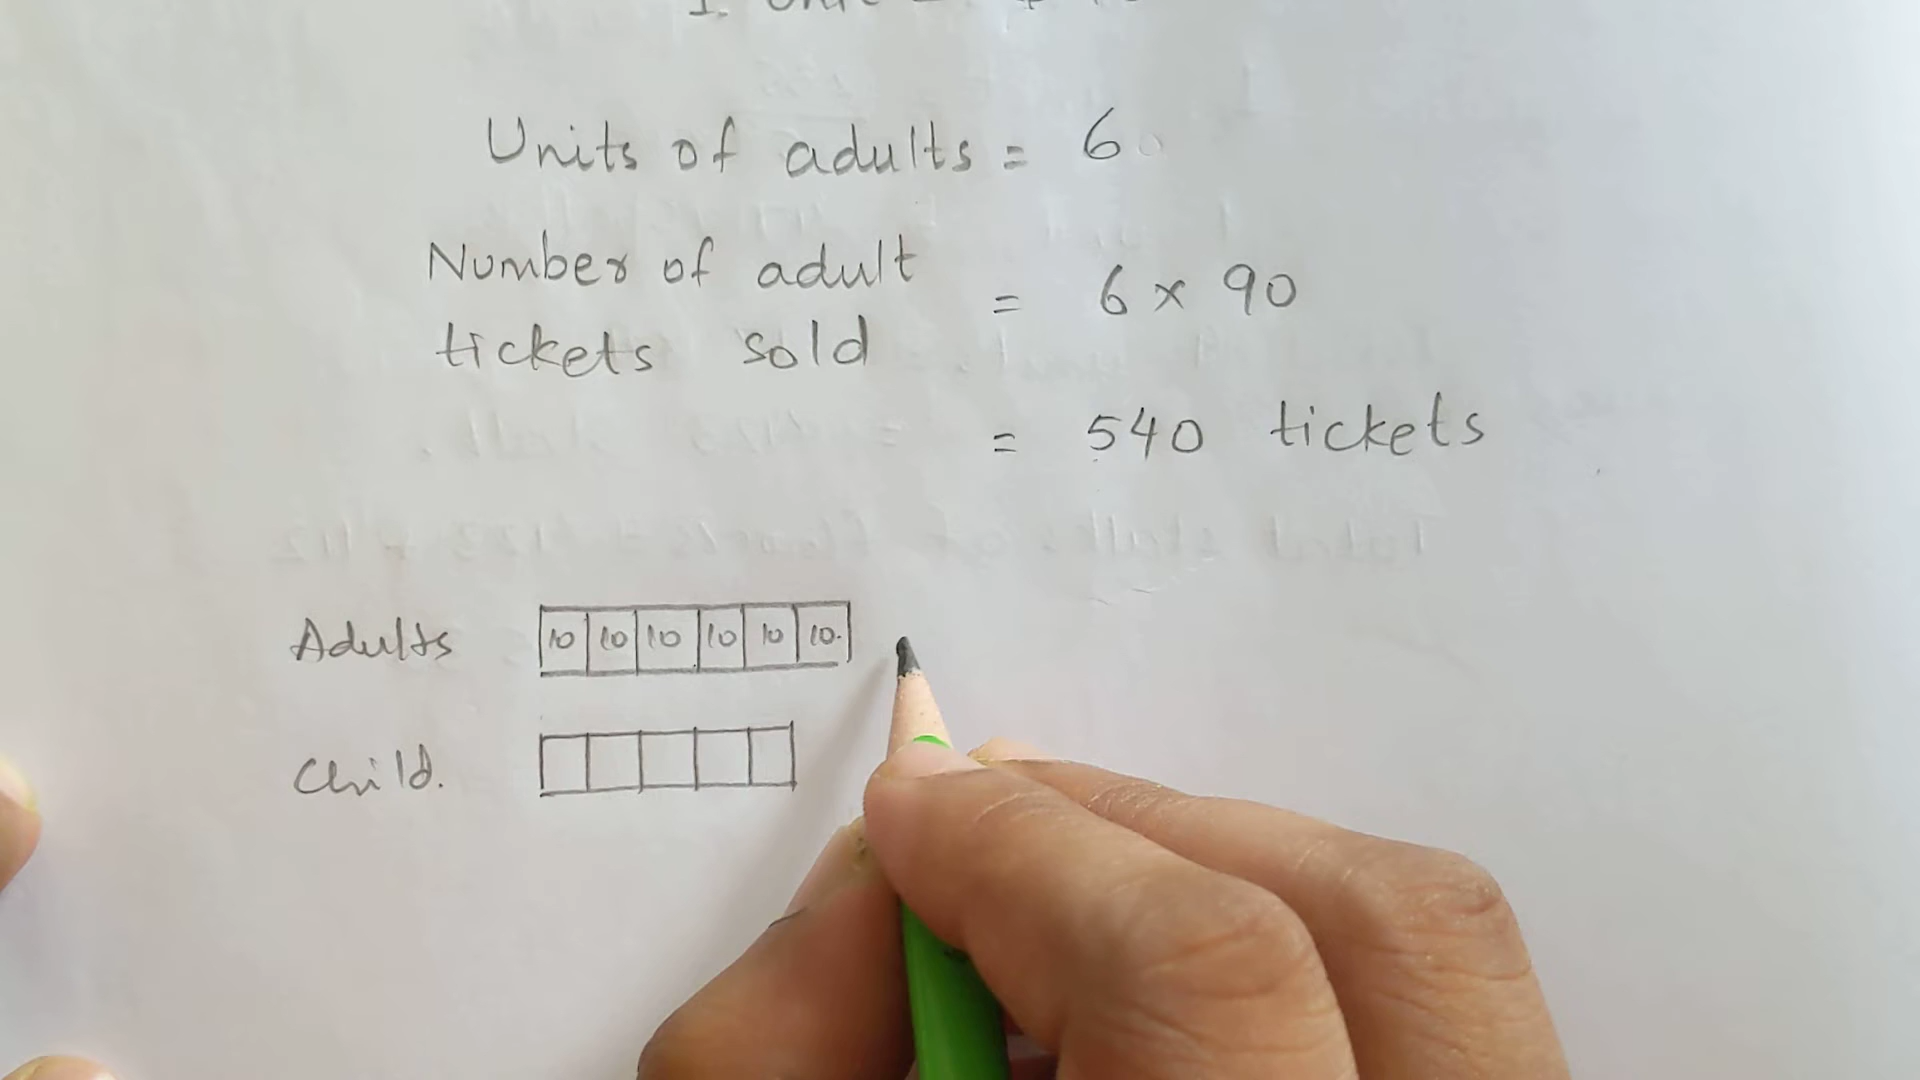 Units of adults = 6
Number of adult
tickets sold = 6 x 90
= 540 tickets
Adults 10 10 10 10 10 10.
Child.